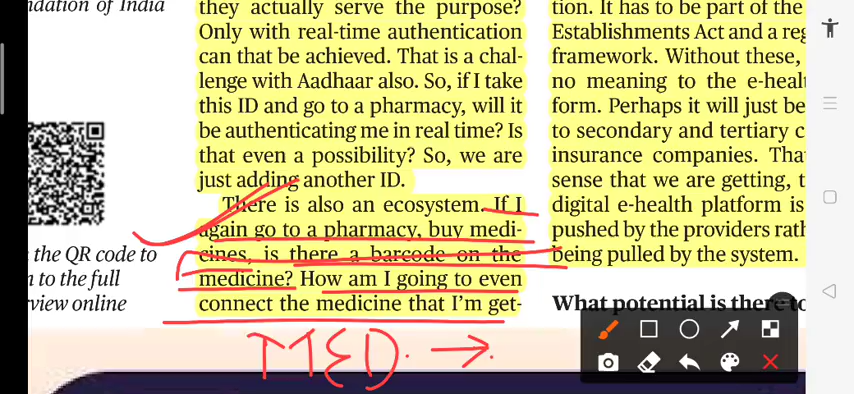 ndation of India
the QR code to
n to the full
rview online
they actually serve the purpose?
Only with real-time authentication
can that be achieved. That is a chal-
lenge with Aadhaar also. So, if I take
this ID and go to a pharmacy, will it
be authenticating me in real time? Is
that even a possibility? So, we are
just adding another ID.
There is also an ecosystem. If I
again go to a pharmacy, buy medi-
cines, is there a barcode on the
medicine? How am I going to even
connect the medicine that I'm get-
MED. →
tion. It has to be part of the
Establishments Act and a reg
framework. Without these,
no meaning to the e-healt
form. Perhaps it will just be
to secondary and tertiary c
insurance companies. That
sense that we are getting, t
digital e-health platform is
pushed by the providers rath
being pulled by the system.
What potential is there to